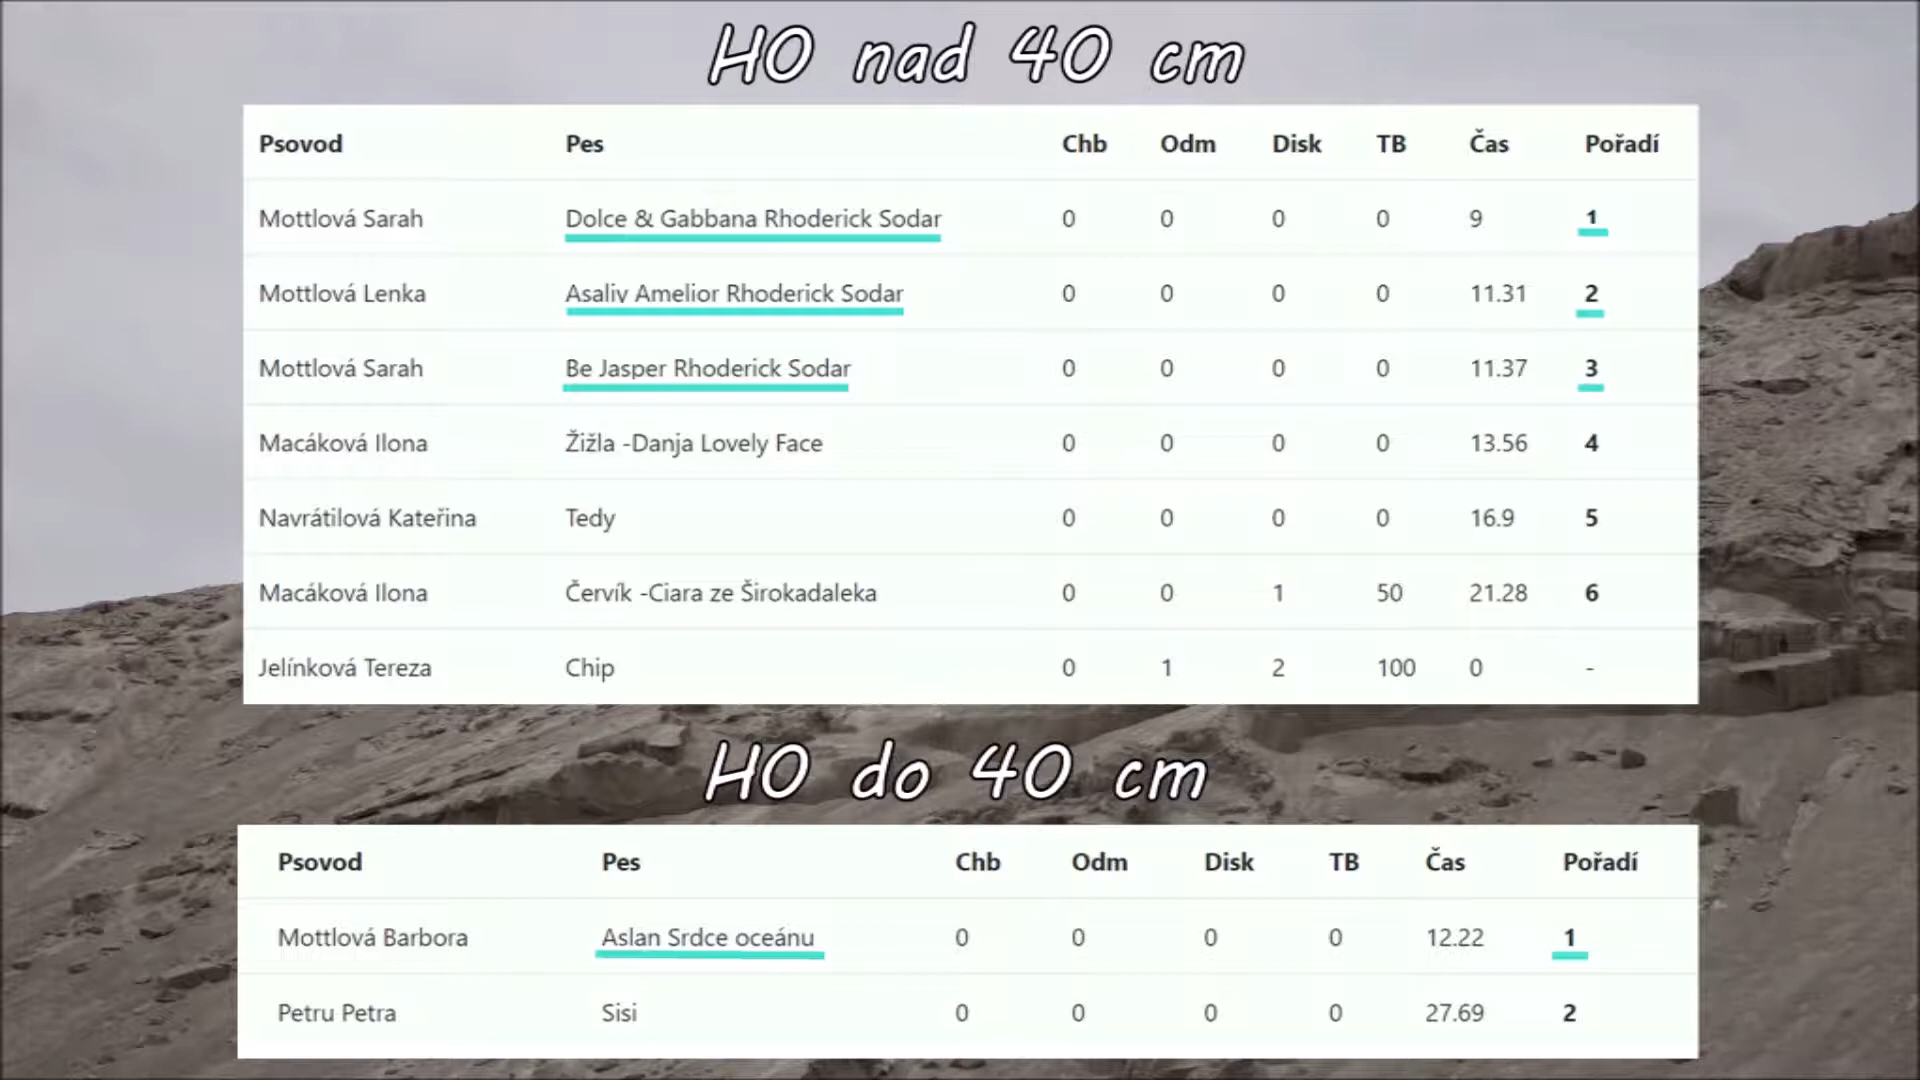 HO nad 40 cm
Psovod Pes Chb Odm Disk TB Čas Pořadí
Mottlová Sarah Dolce & Gabbana Rhoderick Sodar 0 0 0 0 9 1
Mottlová Lenka Asaliv Amelior Rhoderick Sodar 0 0 0 0 11.31 2
Mottlová Sarah Be Jasper Rhoderick Sodar 0 0 0 0 11.37 3
Macáková Ilona Žižla -Danja Lovely Face 0 0 0 0 13.56 4
Navrátilová Kateřina Tedy 0 0 0 0 16.9 5
Macáková Ilona Červík -Ciara ze Širokadaleka 0 0 1 50 21.28 6
Jelínková Tereza Chip 0 1 2 100 0 -
HO do 40 cm
Psovod Pes Chb Odm Disk TB Čas Pořadí
Mottlová Barbora Aslan Srdce oceánu 0 0 0 0 12.22 1
Petru Petra Sisi 0 0 0 0 27.69 2